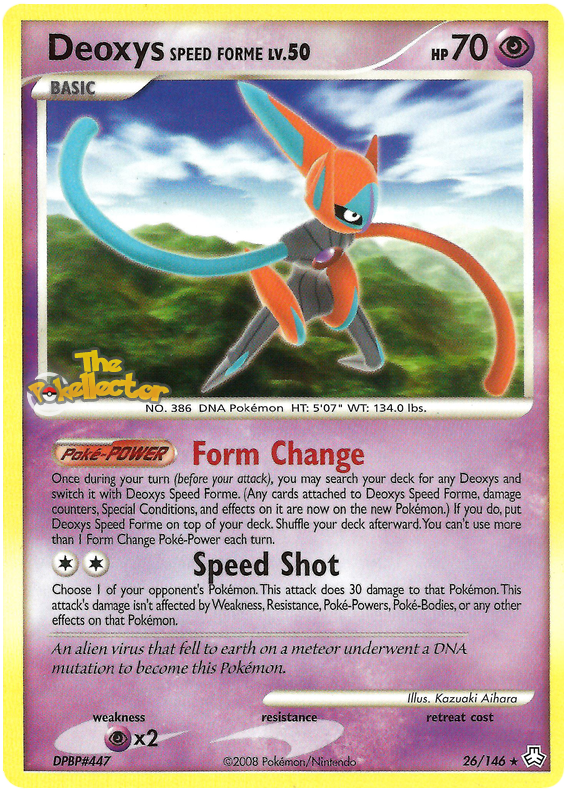 Deoxys SPEED FORME LV.50 HP 70
BASIC
The
Pokéllector
NO. 386 DNA Pokémon HT: 5'07" WT: 134.0 lbs.
Poké-POWER Form Change
Once during your turn (before your attack), you may search your deck for any Deoxys and
switch it with Deoxys Speed Forme. (Any cards attached to Deoxys Speed Forme, damage
counters, Special Conditions, and effects on it are now on the new Pokémon.) If you do, put
Deoxys Speed Forme on top of your deck. Shuffle your deck afterward. You can't use more
than 1 Form Change Poké-Power each turn.
Speed Shot
Choose 1 of your opponent's Pokémon. This attack does 30 damage to that Pokémon. This
attack's damage isn't affected by Weakness, Resistance, Poké-Powers, Poké-Bodies, or any other
effects on that Pokémon.
An alien virus that fell to earth on a meteor underwent a DNA
mutation to become this Pokémon.
Illus. Kazuaki Aihara
weakness resistance retreat cost
x2
DPBP#447 ©2008 Pokémon/Nintendo 26/146 ★